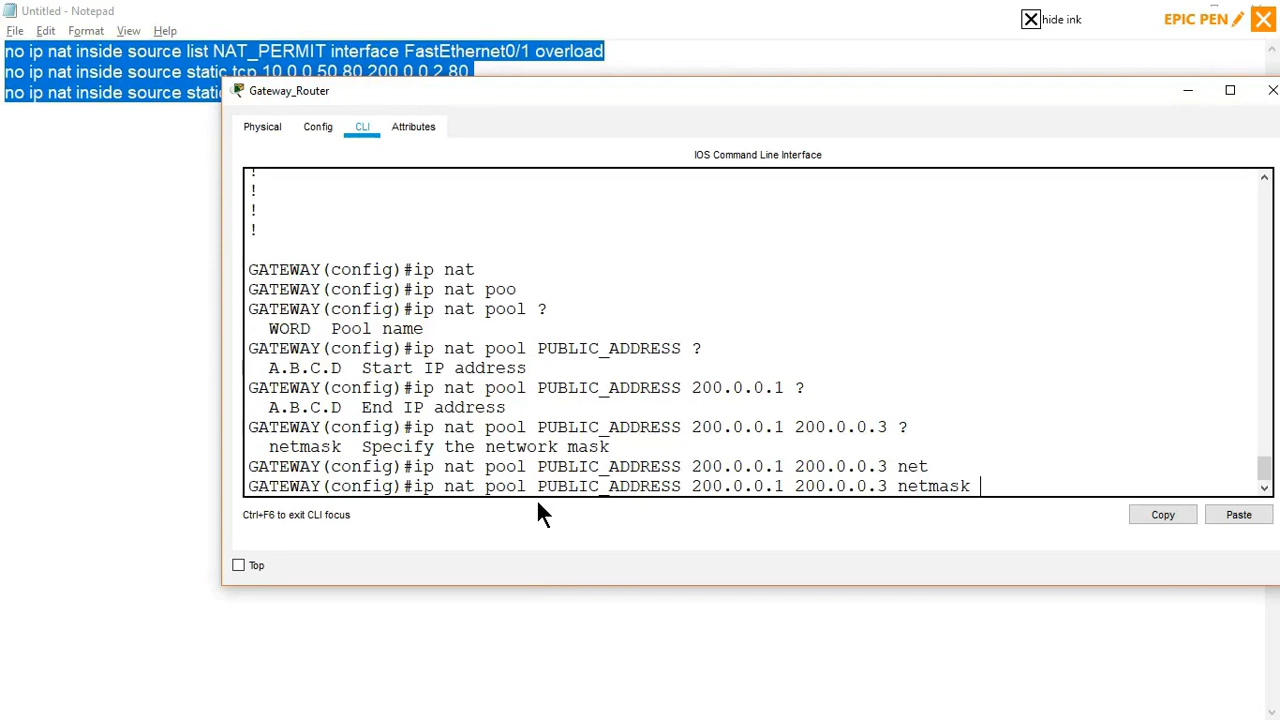 Untitled - Notepad
File Edit Format View Help
hide ink
EPIC PEN
no ip nat inside source list NAT_PERMIT interface FastEthernet0/1 overload
no ip nat inside source static tcp 10.0.0.50 80 200.0.0.2 80
no ip nat inside source
Gateway_Router
Physical Config CLI Attributes
IOS Command Line Interface
!
!
!
!
GATEWAY(config)#ip nat
GATEWAY(config)#ip nat poo
GATEWAY(config)#ip nat pool ?
WORD Pool name
GATEWAY(config)#ip nat pool PUBLIC_ADDRESS ?
A.B.C.D Start IP address
GATEWAY(config)#ip nat pool PUBLIC_ADDRESS 200.0.0.1 ?
A.B.C.D End IP address
GATEWAY(config)#ip nat pool PUBLIC_ADDRESS 200.0.0.1 200.0.0.3 ?
netmask Specify the network mask
GATEWAY(config)#ip nat pool PUBLIC_ADDRESS 200.0.0.1 200.0.0.3 net
GATEWAY(config)#ip nat pool PUBLIC_ADDRESS 200.0.0.1 200.0.0.3 netmask
Ctrl+F6 to exit CLI focus
Copy Paste
Top